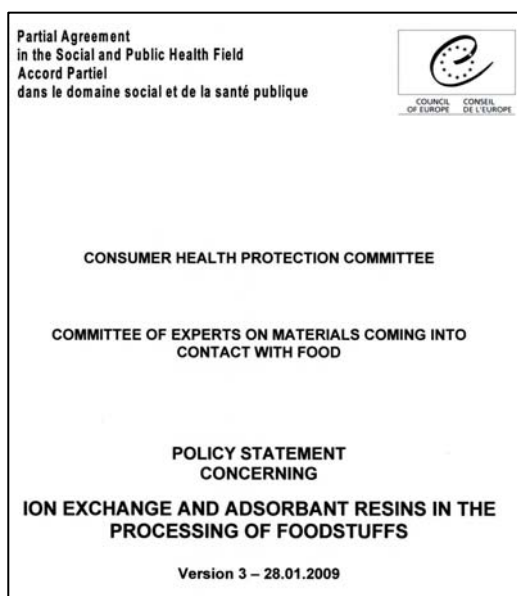 Partial Agreement
in the Social and Public Health Field
Accord Partiel
dans le domaine social et de la santé publique
COUNCIL CONSEIL
OF EUROPE DE L'EUROPE
CONSUMER HEALTH PROTECTION COMMITTEE
COMMITTEE OF EXPERTS ON MATERIALS COMING INTO
CONTACT WITH FOOD
POLICY STATEMENT
CONCERNING
ION EXCHANGE AND ADSORBANT RESINS IN THE
PROCESSING OF FOODSTUFFS
Version 3 – 28.01.2009